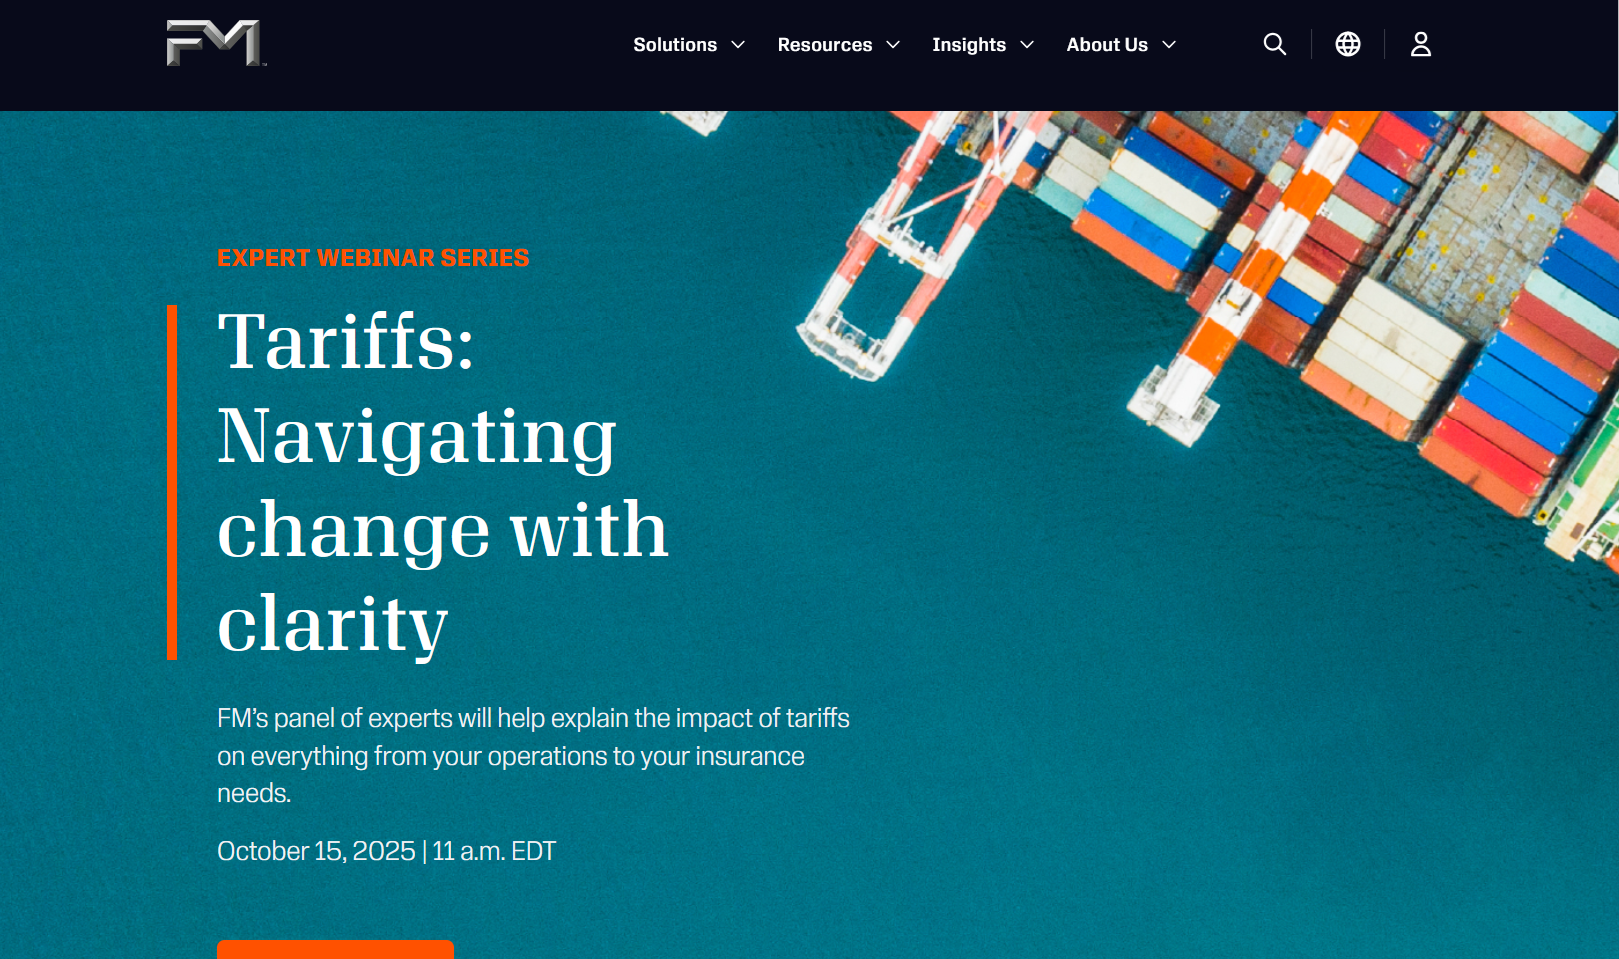 FM
Solutions
Resources
Insights
About Us
EXPERT WEBINAR SERIES
Tariffs:
Navigating
change with
clarity
FM’s panel of experts will help explain the impact of tariffs
on everything from your operations to your insurance
needs.
October 15, 2025 | 11 a.m. EDT